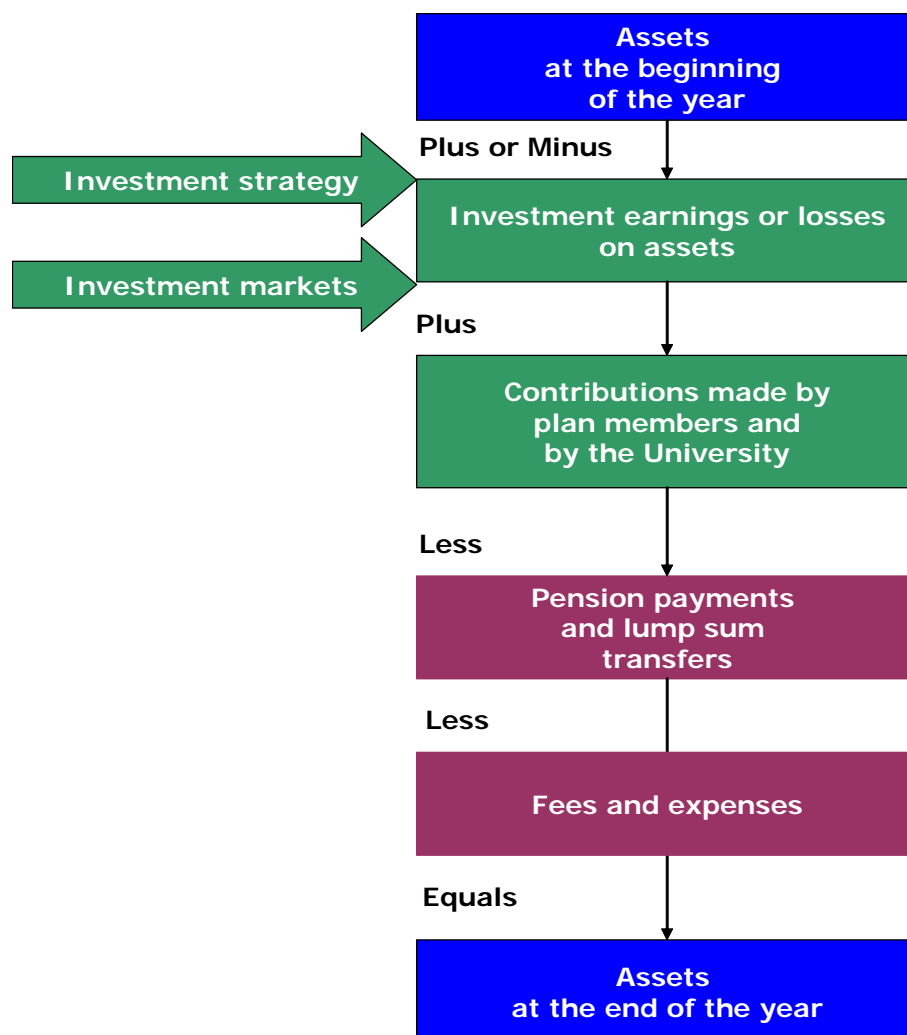 Assets
at the beginning
of the year
Plus or Minus
Investment strategy
Investment earnings or losses
on assets
Investment markets
Plus
Contributions made by
plan members and
by the University
Less
Pension payments
and lump sum
transfers
Less
Fees and expenses
Equals
Assets
at the end of the year